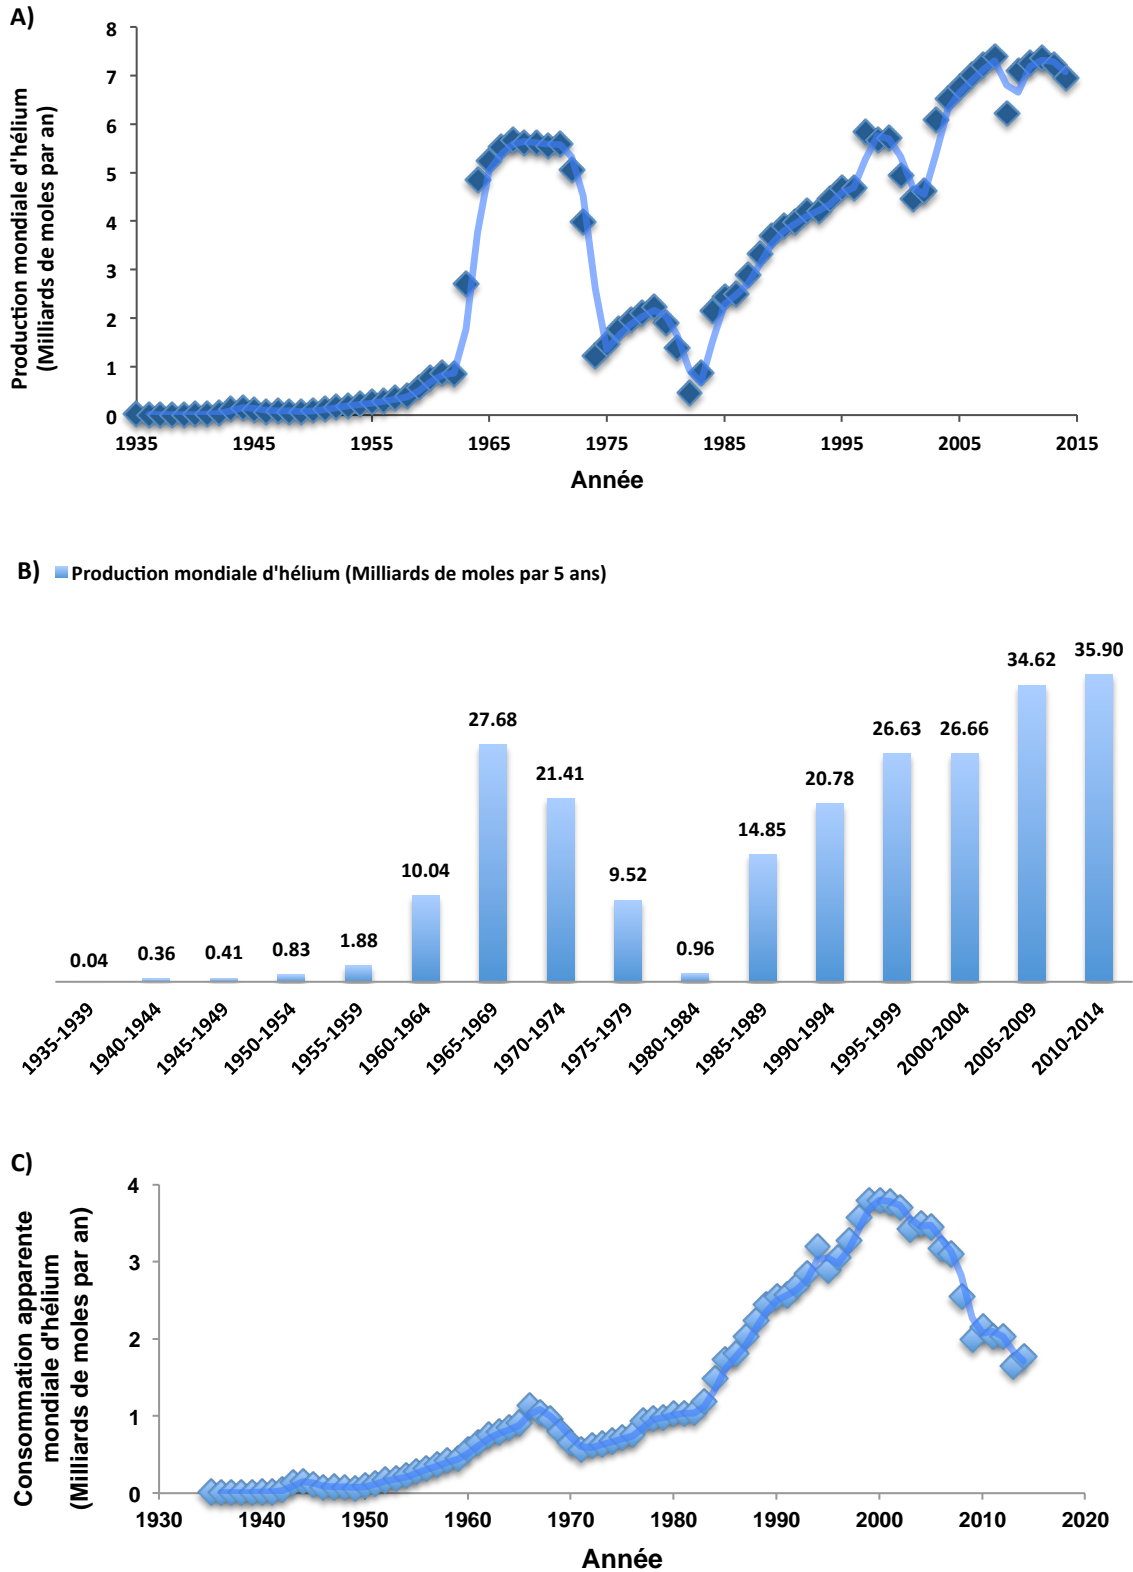 A)
Production mondiale d'hélium
(Milliards de moles par an)
8
7
6
5
4
3
2
1
0
1935 1945 1955 1965 1975 1985 1995 2005 2015
Année
B) Production mondiale d'hélium (Milliards de moles par 5 ans)
0.04 0.36 0.41 0.83 1.88 10.04 27.68 21.41 9.52 0.96 14.85 20.78 26.63 26.66 34.62 35.90
1935-1939 1940-1944 1945-1949 1950-1954 1955-1959 1960-1964 1965-1969 1970-1974 1975-1979 1980-1984 1985-1989 1990-1994 1995-1999 2000-2004 2005-2009 2010-2014
C)
Consommation apparente
mondiale d'hélium
(Milliards de moles par an)
4
3
2
1
0
1930 1940 1950 1960 1970 1980 1990 2000 2010 2020
Année